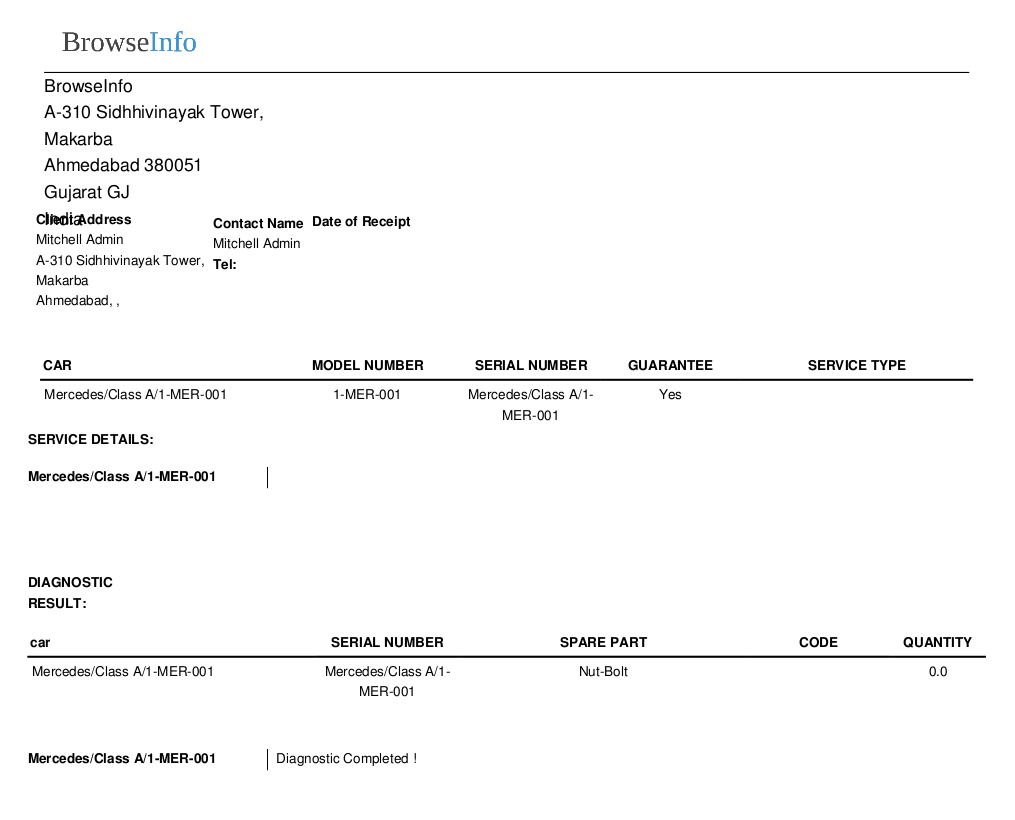 BrowseInfo
BrowseInfo
A-310 Sidhhivinayak Tower,
Makarba
Ahmedabad 380051
Gujarat GJ
India
Client Address
Mitchell Admin
A-310 Sidhhivinayak Tower,
Makarba
Ahmedabad, ,
Contact Name
Mitchell Admin
Tel:
Date of Receipt
CAR MODEL NUMBER SERIAL NUMBER GUARANTEE SERVICE TYPE
Mercedes/Class A/1-MER-001 1-MER-001 Mercedes/Class A/1- Yes
MER-001
SERVICE DETAILS:
Mercedes/Class A/1-MER-001
DIAGNOSTIC
RESULT:
car SERIAL NUMBER SPARE PART CODE QUANTITY
Mercedes/Class A/1-MER-001 Mercedes/Class A/1- Nut-Bolt 0.0
MER-001
Mercedes/Class A/1-MER-001 Diagnostic Completed !